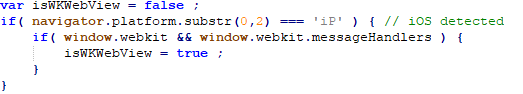 var isWKWebView = false ;
if( navigator.platform.substr(0,2) === 'iP' ) { // iOS detected
    if( window.webkit && window.webkit.messageHandlers ) {
        isWKWebView = true ;
    }
}